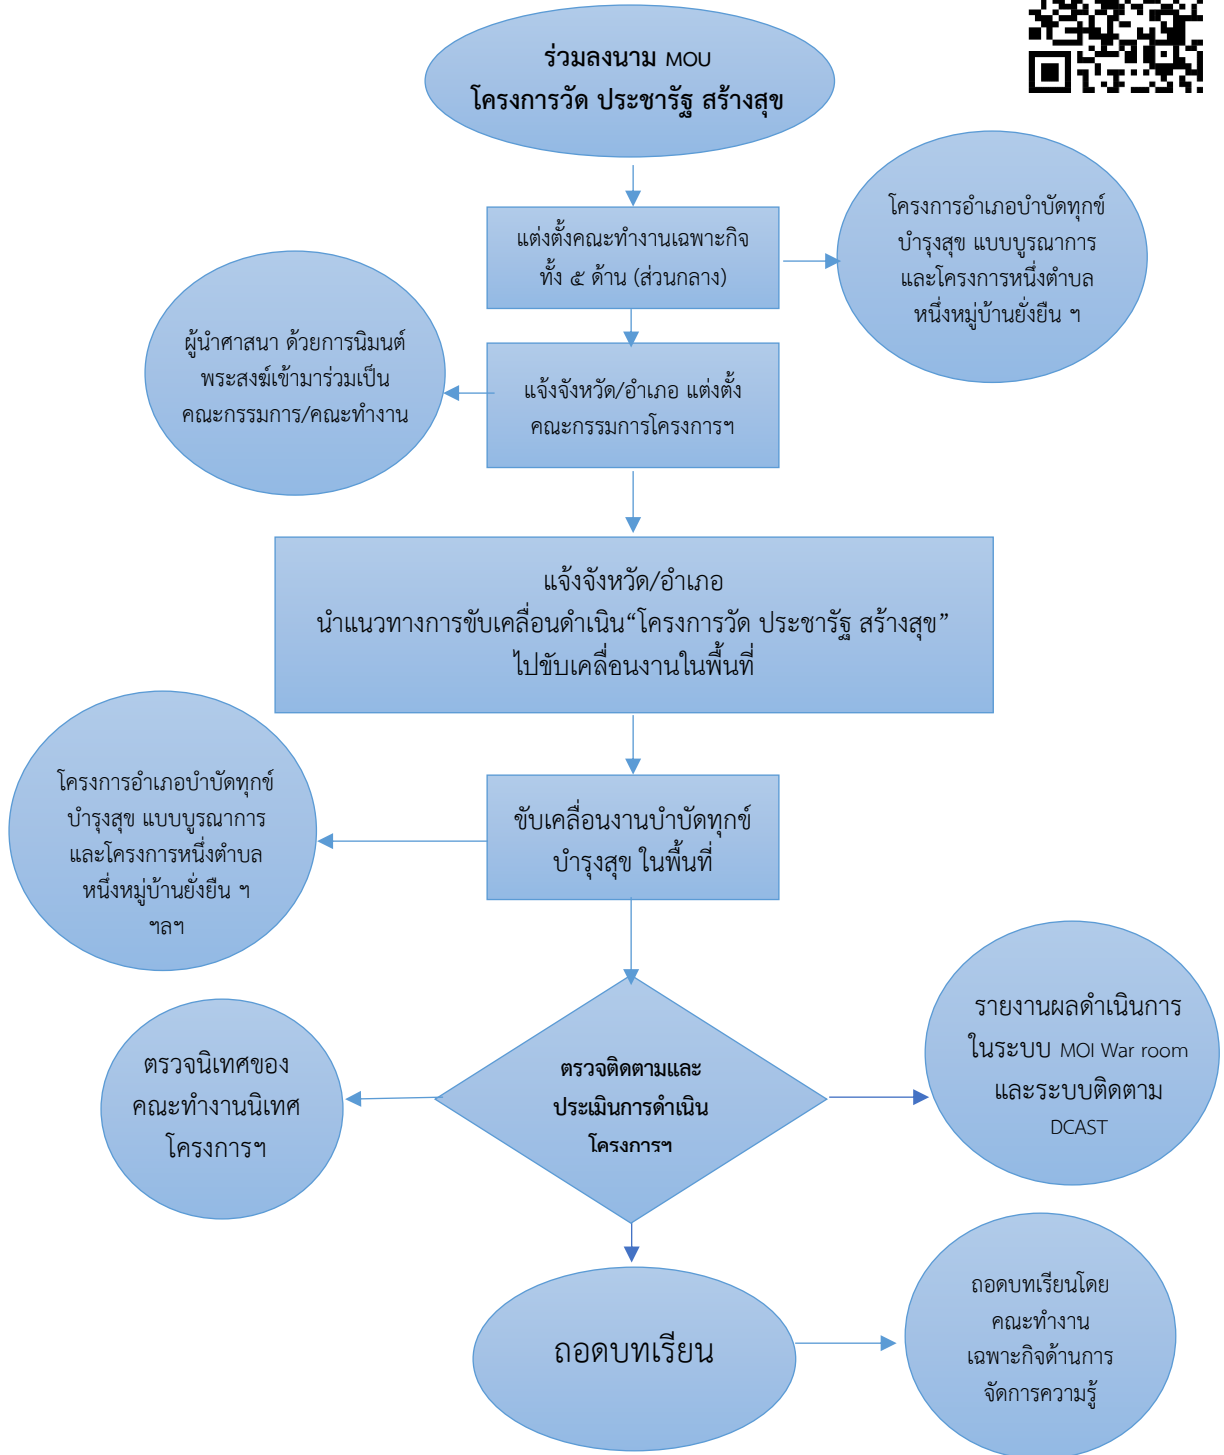 ร่วมลงนาม MOU
โครงการวัด ประชารัฐ สร้างสุข
แต่งตั้งคณะทำงานเฉพาะกิจ
ทั้ง ๕ ด้าน (ส่วนกลาง)
โครงการอำเภอบำบัดทุกข์
บำรุงสุข แบบบูรณาการ
และโครงการหนึ่งตำบล
หนึ่งหมู่บ้านยั่งยืน ฯ
ผู้นำศาสนา ด้วยการนิมนต์
พระสงฆ์เข้ามาร่วมเป็น
คณะกรรมการ/คณะทำงาน
แจ้งจังหวัด/อำเภอ แต่งตั้ง
คณะกรรมการโครงการฯ
แจ้งจังหวัด/อำเภอ
นำแนวทางการขับเคลื่อนดำเนิน“โครงการวัด ประชารัฐ สร้างสุข”
ไปขับเคลื่อนงานในพื้นที่
โครงการอำเภอบำบัดทุกข์
บำรุงสุข แบบบูรณาการ
และโครงการหนึ่งตำบล
หนึ่งหมู่บ้านยั่งยืน ฯ
ฯลฯ
ขับเคลื่อนงานบำบัดทุกข์
บำรุงสุข ในพื้นที่
ตรวจนิเทศของ
คณะทำงานนิเทศ
โครงการฯ
ตรวจติดตามและ
ประเมินการดำเนิน
โครงการฯ
รายงานผลดำเนินการ
ในระบบ MOI War room
และระบบติดตาม
DCAST
ถอดบทเรียน
ถอดบทเรียนโดย
คณะทำงาน
เฉพาะกิจด้านการ
จัดการความรู้